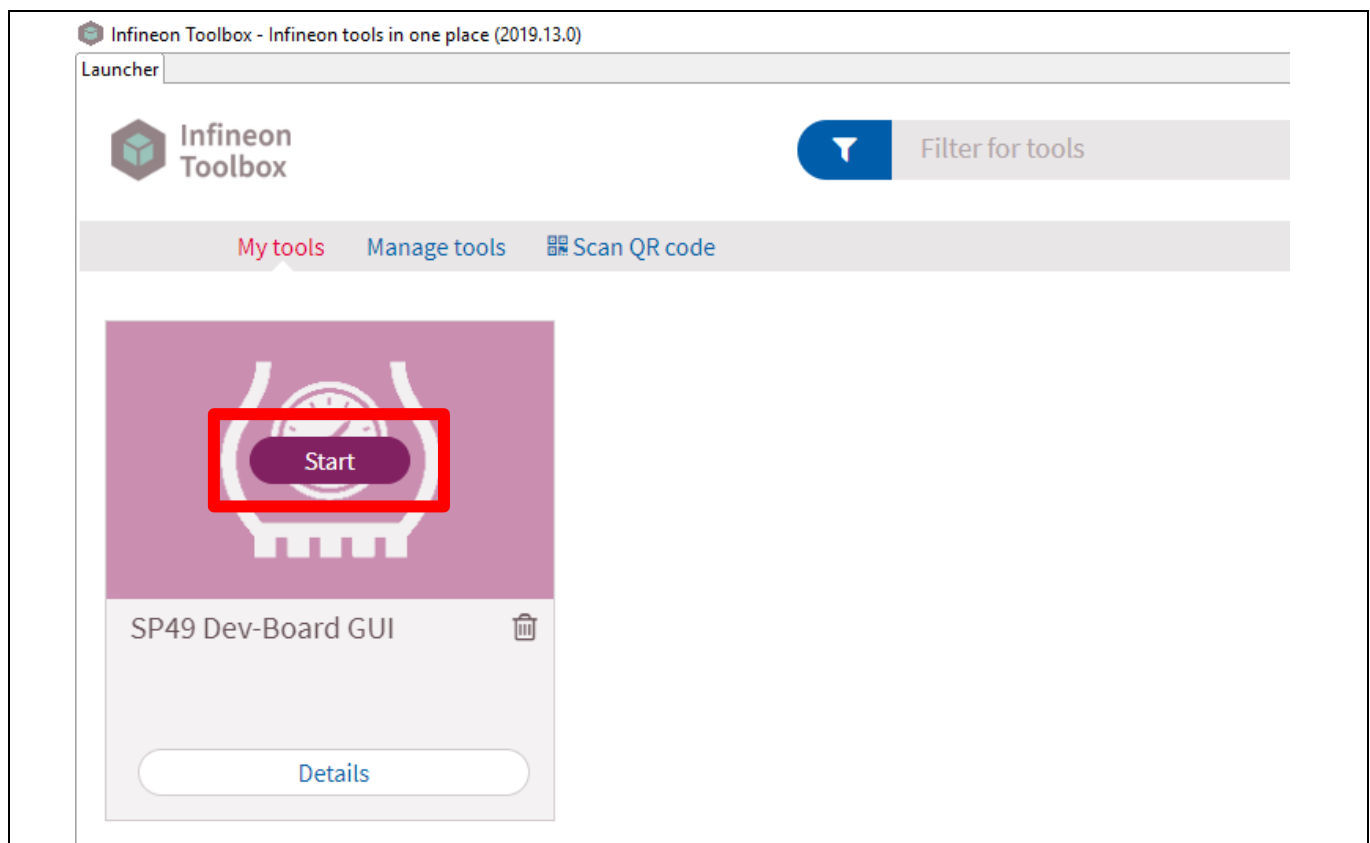 Infineon Toolbox - Infineon tools in one place (2019.13.0)
Launcher
Infineon
Toolbox
Filter for tools
My tools Manage tools Scan QR code
Start
SP49 Dev-Board GUI
Details